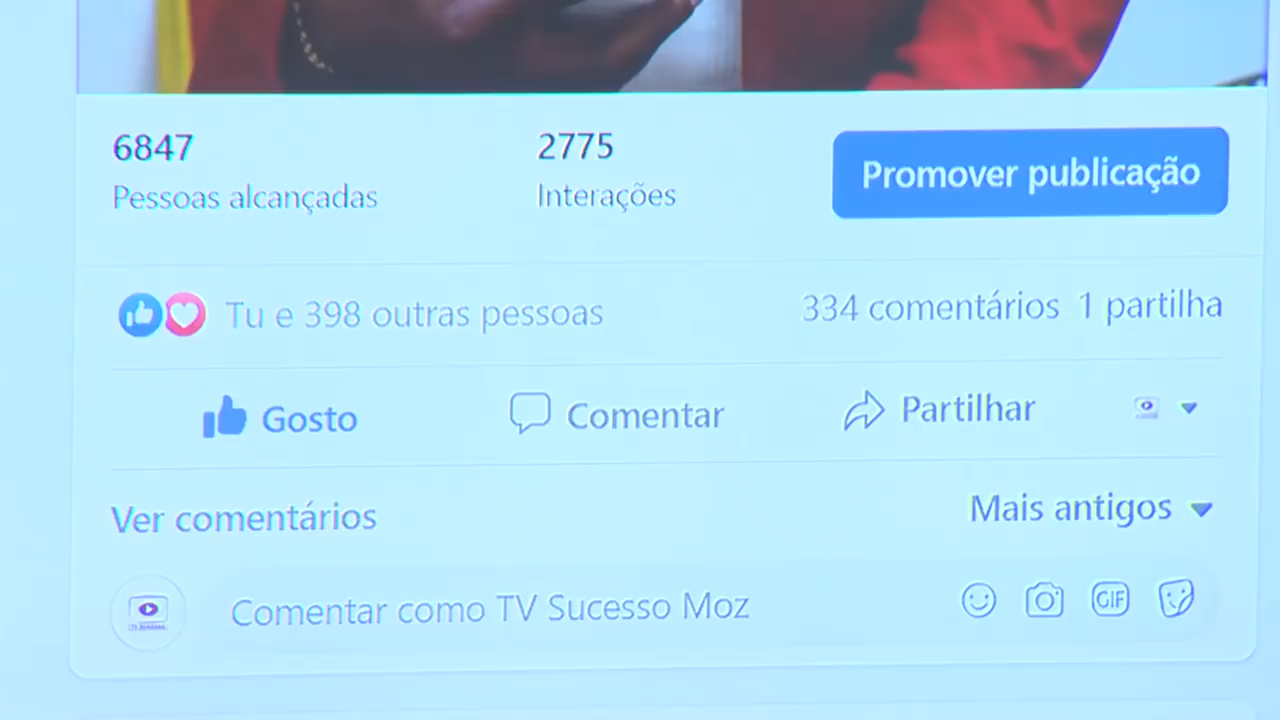 6847
Pessoas alcançadas
2775
Interações
Promover publicação
Tu e 398 outras pessoas
334 comentários 1 partilha
Gosto
Comentar
Partilhar
Ver comentários
Mais antigos
Comentar como TV Sucesso Moz
GIF